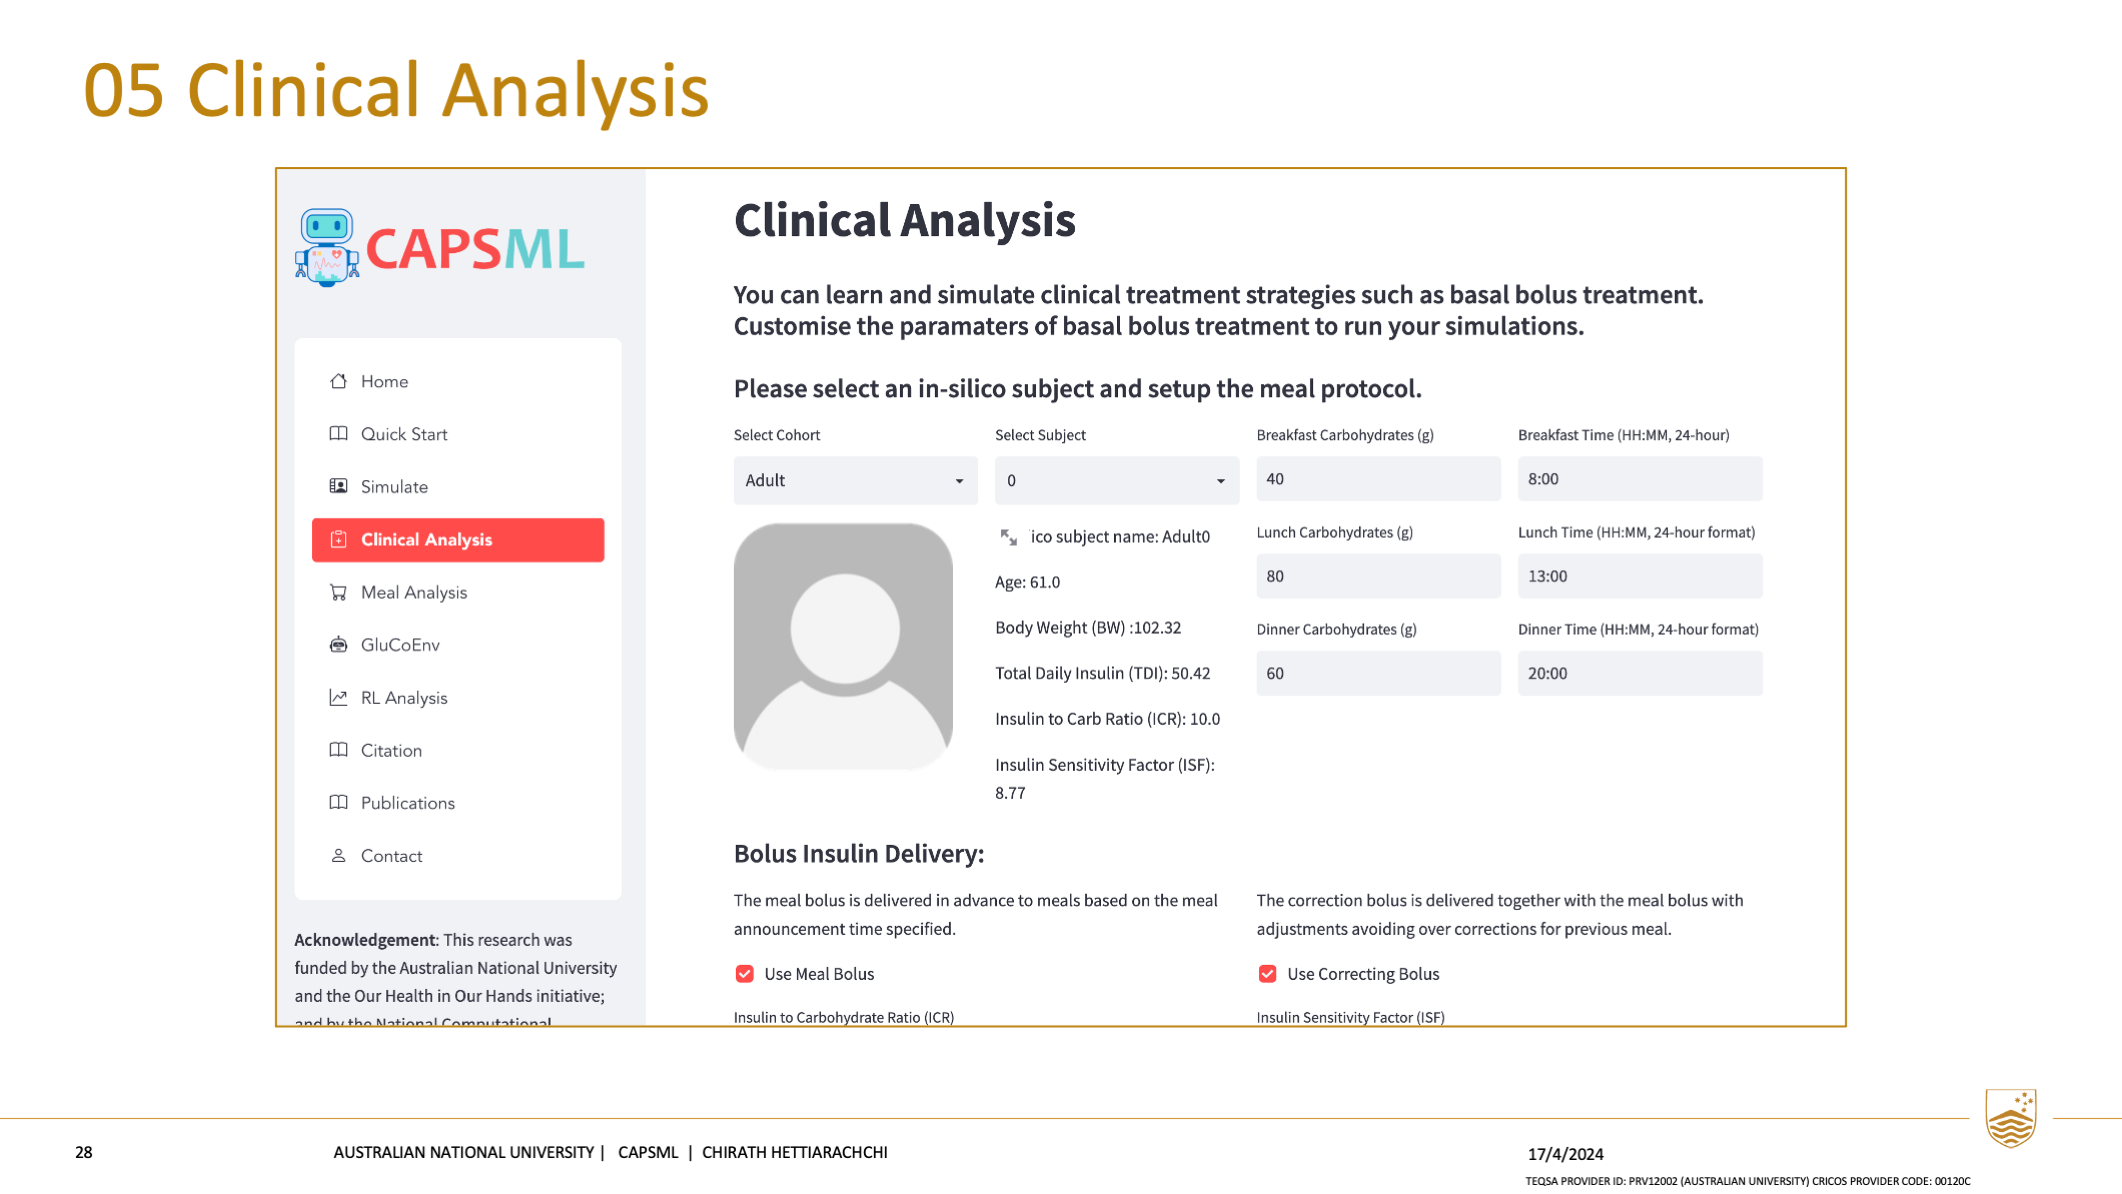 05 Clinical Analysis
CAPSML
Home
Quick Start
Simulate
Clinical Analysis
Meal Analysis
GluCoEnv
RL Analysis
Citation
Publications
Contact
Acknowledgement: This research was
funded by the Australian National University
and the Our Health in Our Hands initiative;
and by the National Computational
Clinical Analysis
You can learn and simulate clinical treatment strategies such as basal bolus treatment.
Customise the paramaters of basal bolus treatment to run your simulations.
Please select an in-silico subject and setup the meal protocol.
Select Cohort
Adult
Select Subject
0
ico subject name: Adult0
Age: 61.0
Body Weight (BW) :102.32
Total Daily Insulin (TDI): 50.42
Insulin to Carb Ratio (ICR): 10.0
Insulin Sensitivity Factor (ISF):
8.77
Breakfast Carbohydrates (g)
40
Breakfast Time (HH:MM, 24-hour)
8:00
Lunch Carbohydrates (g)
80
Lunch Time (HH:MM, 24-hour format)
13:00
Dinner Carbohydrates (g)
60
Dinner Time (HH:MM, 24-hour format)
20:00
Bolus Insulin Delivery:
The meal bolus is delivered in advance to meals based on the meal
announcement time specified.
Use Meal Bolus
Insulin to Carbohydrate Ratio (ICR)
The correction bolus is delivered together with the meal bolus with
adjustments avoiding over corrections for previous meal.
Use Correcting Bolus
Insulin Sensitivity Factor (ISF)
28
AUSTRALIAN NATIONAL UNIVERSITY | CAPSML | CHIRATH HETTIARACHCHI
17/4/2024
TEQSA PROVIDER ID: PRV12002 (AUSTRALIAN UNIVERSITY) CRICOS PROVIDER CODE: 00120C